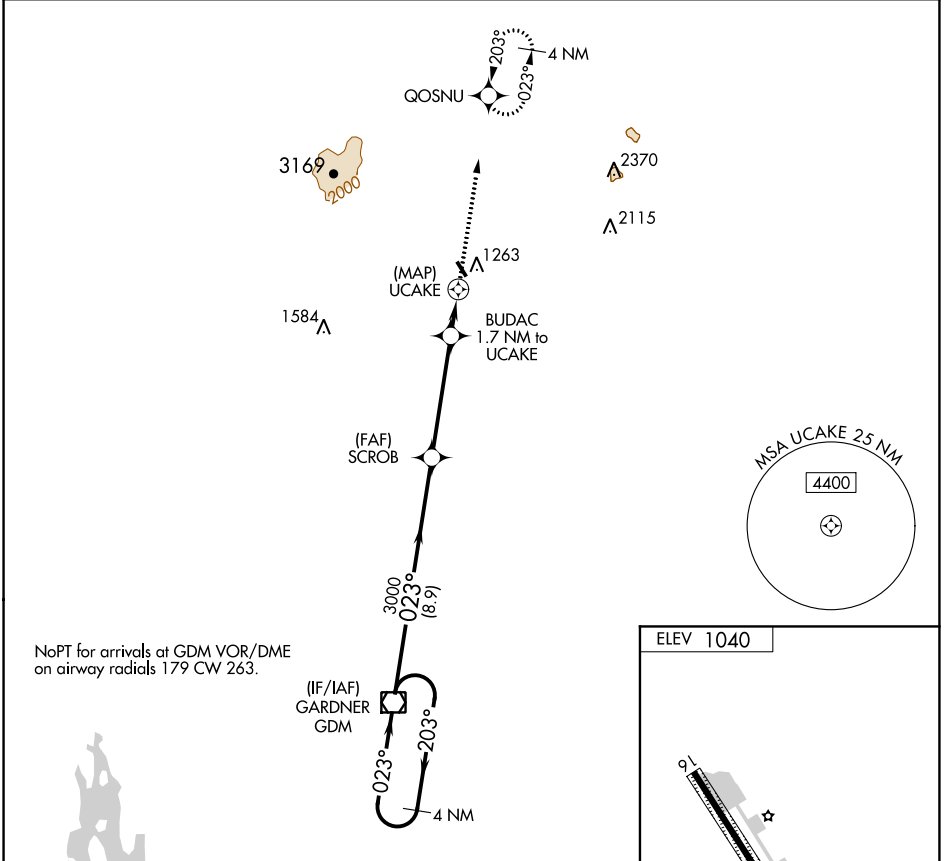 203°
4 NM
023°
QOSNU
3169
2000
2370
2115
1263
(MAP)
UCAKE
1584
BUDAC
1.7 NM to
UCAKE
(FAF)
SCROB
MSA UCAKE 25 NM
4400
3000
023°
(8.9)
NoPT for arrivals at GDM VOR/DME
on airway radials 179 CW 263.
ELEV 1040
(IF/IAF)
GARDNER
GDM
203°
023°
4 NM
16